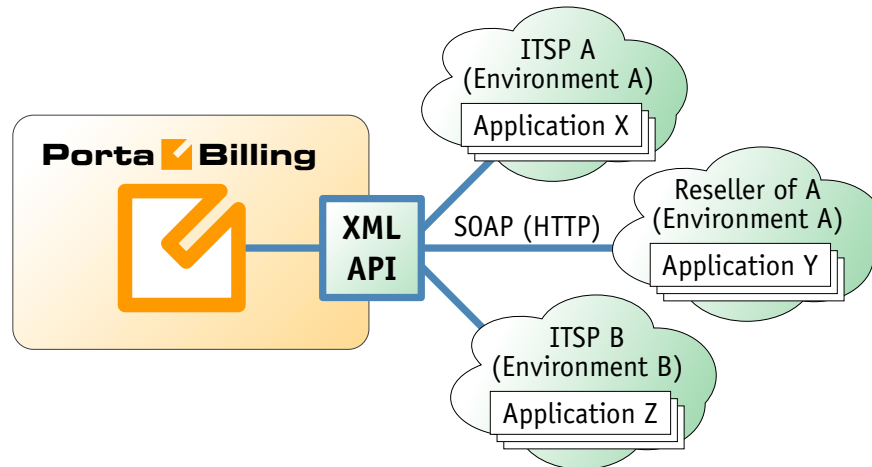 ITSP A
(Environment A)
Application X
Porta Billing
XML
API
SOAP (HTTP)
Reseller of A
(Environment A)
Application Y
ITSP B
(Environment B)
Application Z